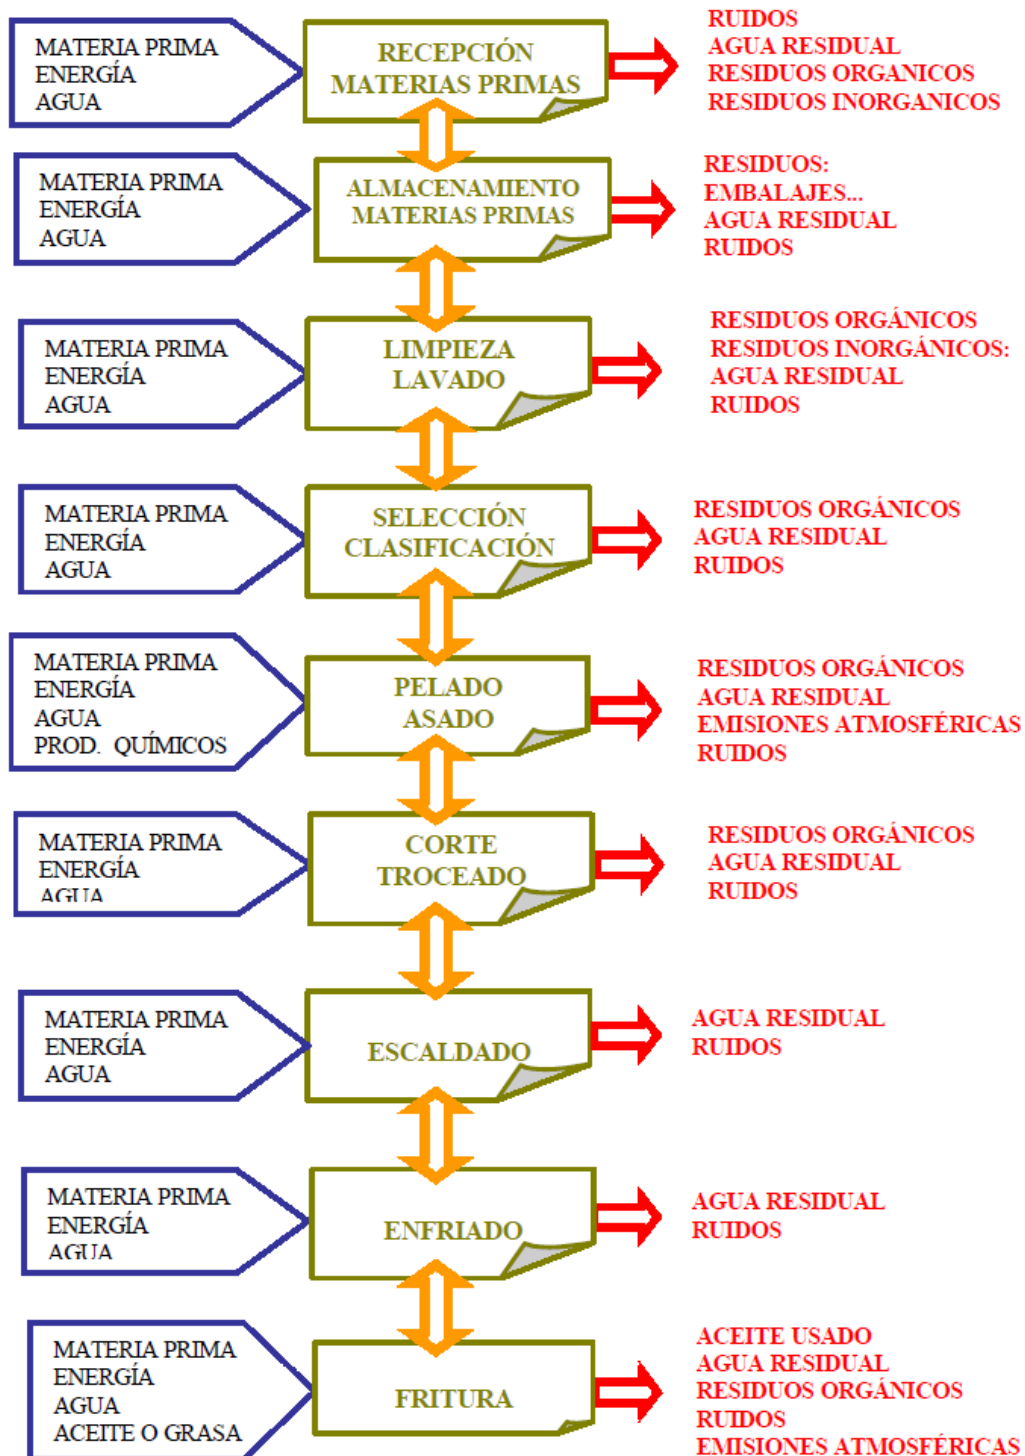 MATERIA PRIMA
ENERGÍA
AGUA
RECEPCIÓN
MATERIAS PRIMAS
RUIDOS
AGUA RESIDUAL
RESIDUOS ORGANICOS
RESIDUOS INORGANICOS
MATERIA PRIMA
ENERGÍA
AGUA
ALMACENAMIENTO
MATERIAS PRIMAS
RESIDUOS:
EMBALAJES...
AGUA RESIDUAL
RUIDOS
MATERIA PRIMA
ENERGÍA
AGUA
LIMPIEZA
LAVADO
RESIDUOS ORGÁNICOS
RESIDUOS INORGÁNICOS:
AGUA RESIDUAL
RUIDOS
MATERIA PRIMA
ENERGÍA
AGUA
SELECCIÓN
CLASIFICACIÓN
RESIDUOS ORGÁNICOS
AGUA RESIDUAL
RUIDOS
MATERIA PRIMA
ENERGÍA
AGUA
PROD. QUÍMICOS
PELADO
ASADO
RESIDUOS ORGÁNICOS
AGUA RESIDUAL
EMISIONES ATMOSFÉRICAS
RUIDOS
MATERIA PRIMA
ENERGÍA
AGUA
CORTE
TROCEADO
RESIDUOS ORGÁNICOS
AGUA RESIDUAL
RUIDOS
MATERIA PRIMA
ENERGÍA
AGUA
ESCALDADO
AGUA RESIDUAL
RUIDOS
MATERIA PRIMA
ENERGÍA
AGUA
ENFRIADO
AGUA RESIDUAL
RUIDOS
MATERIA PRIMA
ENERGÍA
AGUA
ACEITE O GRASA
FRITURA
ACEITE USADO
AGUA RESIDUAL
RESIDUOS ORGÁNICOS
RUIDOS
EMISIONES ATMOSFÉRICAS